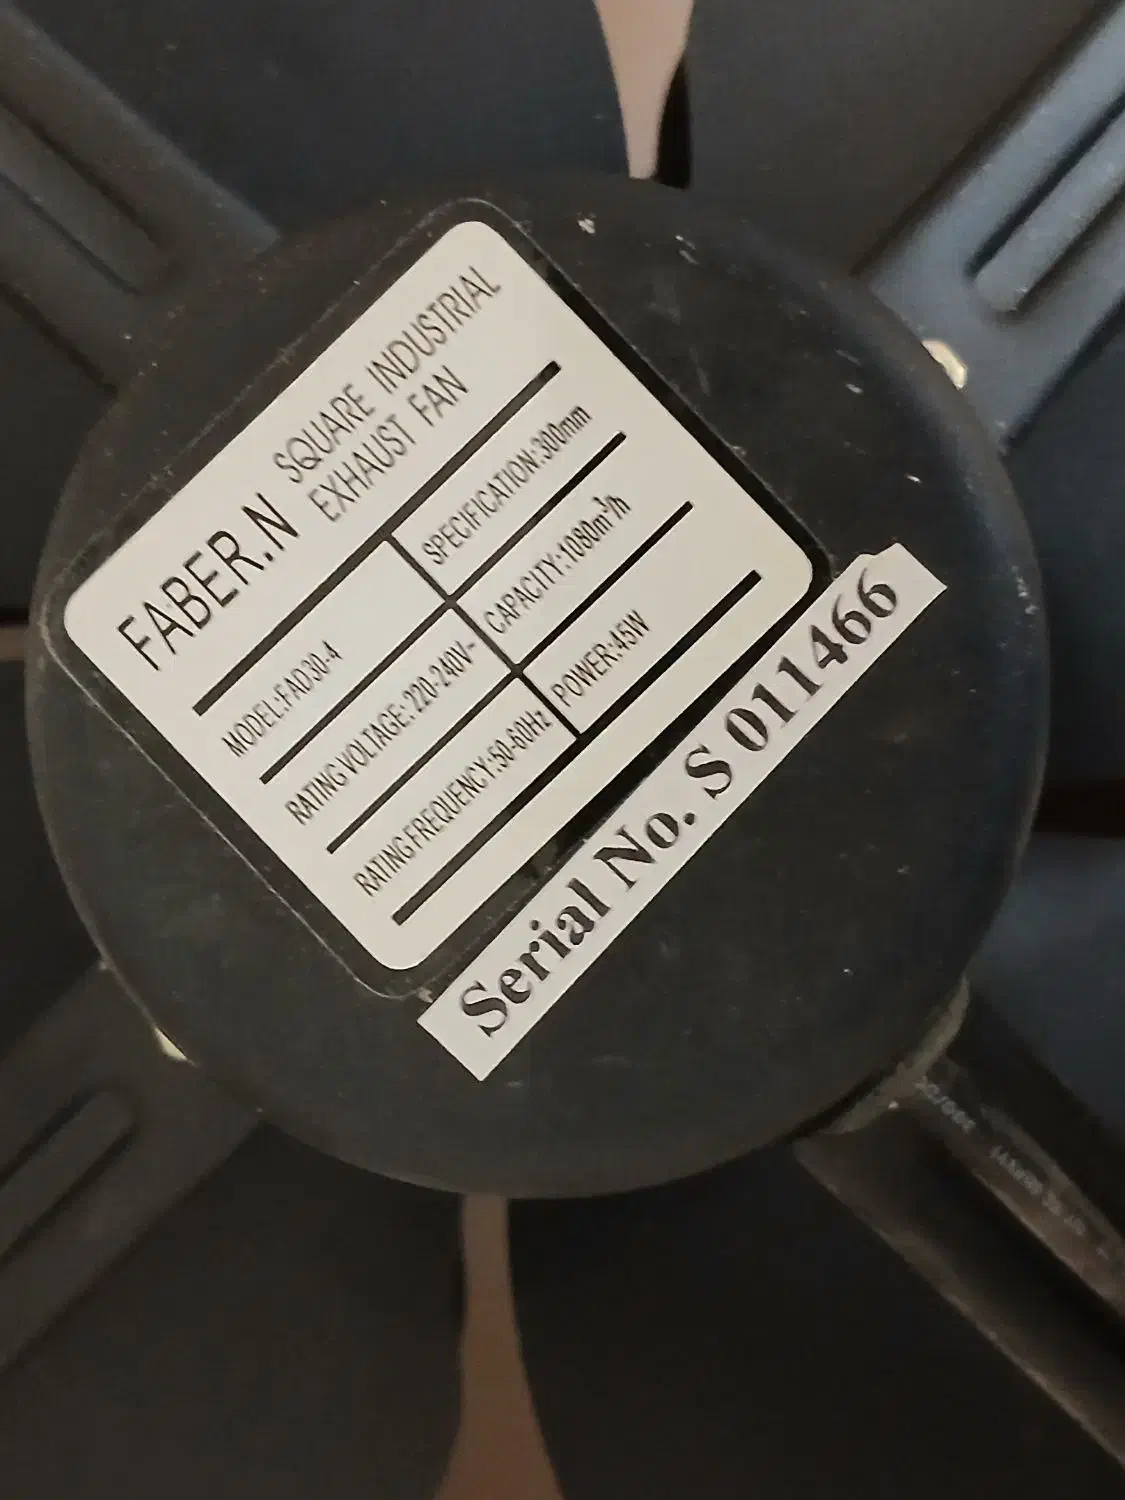 FABER.N SQUARE INDUSTRIAL
EXHAUST FAN
MODEL:FAD30-4 SPECIFICATION:300mm
RATING VOLTAGE: 220-240V~ CAPACITY:1080m³/h
RATING FREQUENCY:50-60Hz POWER:45W
Serial No. S 011466